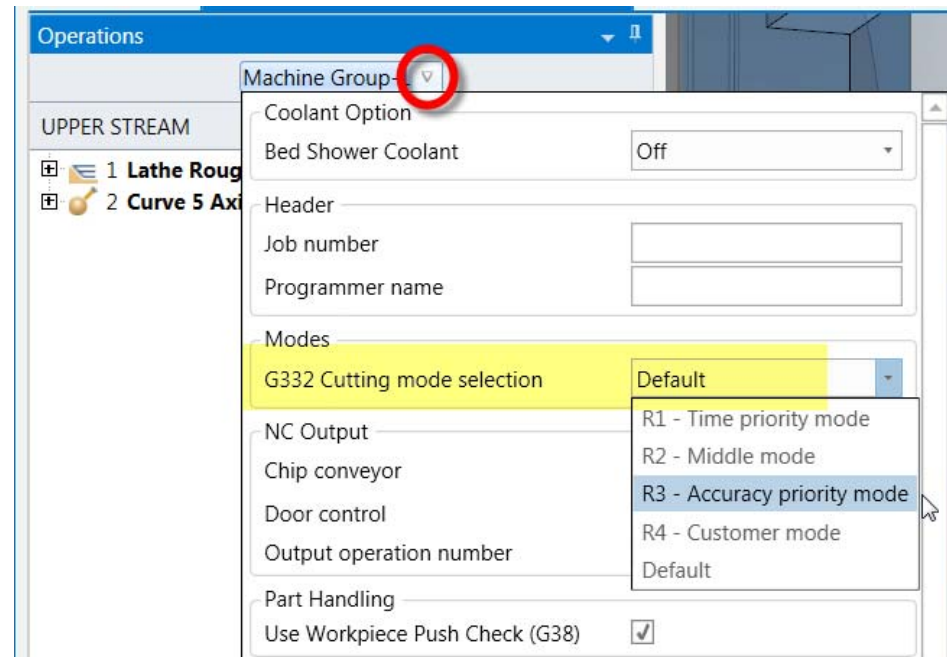 Operations
Machine Group-
UPPER STREAM
1 Lathe Roug
2 Curve 5 Axi
Coolant Option
Bed Shower Coolant Off
Header
Job number
Programmer name
Modes
G332 Cutting mode selection Default
R1 - Time priority mode
R2 - Middle mode
R3 - Accuracy priority mode
R4 - Customer mode
Default
NC Output
Chip conveyor
Door control
Output operation number
Part Handling
Use Workpiece Push Check (G38)